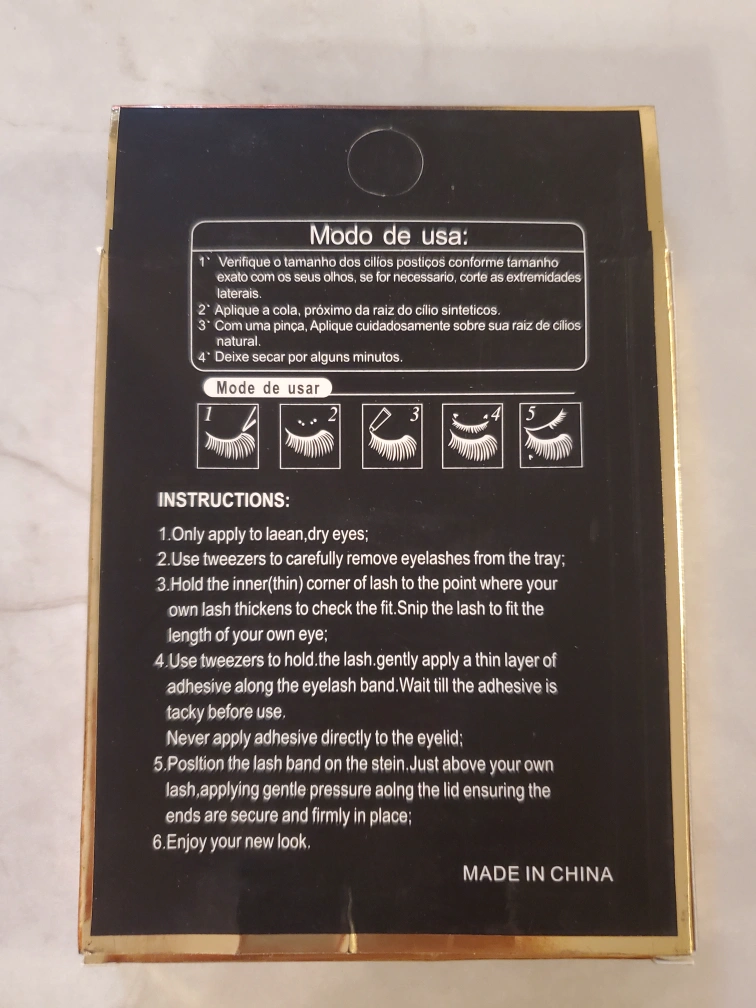 Modo de usa:
1` Verifique o tamanho dos cilíos postiços conforme tamanho
exato com os seus olhos, se for necessario, corte as extremidades
laterais.
2` Aplique a cola, próximo da raiz do cílio sinteticos.
3` Com uma pinça, Aplique cuidadosamente sobre sua raiz de cílios
natural.
4` Deixe secar por alguns minutos.
Mode de usar
1 2 3 4 5
INSTRUCTIONS:
1.Only apply to laean,dry eyes;
2.Use tweezers to carefully remove eyelashes from the tray;
3.Hold the inner(thin) corner of lash to the point where your
own lash thickens to check the fit.Snip the lash to fit the
length of your own eye;
4.Use tweezers to hold.the lash.gently apply a thin layer of
adhesive along the eyelash band.Wait till the adhesive is
tacky before use.
Never apply adhesive directly to the eyelid;
5.Posltion the lash band on the stein.Just above your own
lash,applying gentle pressure aolng the lid ensuring the
ends are secure and firmly in place;
6.Enjoy your new look.
MADE IN CHINA